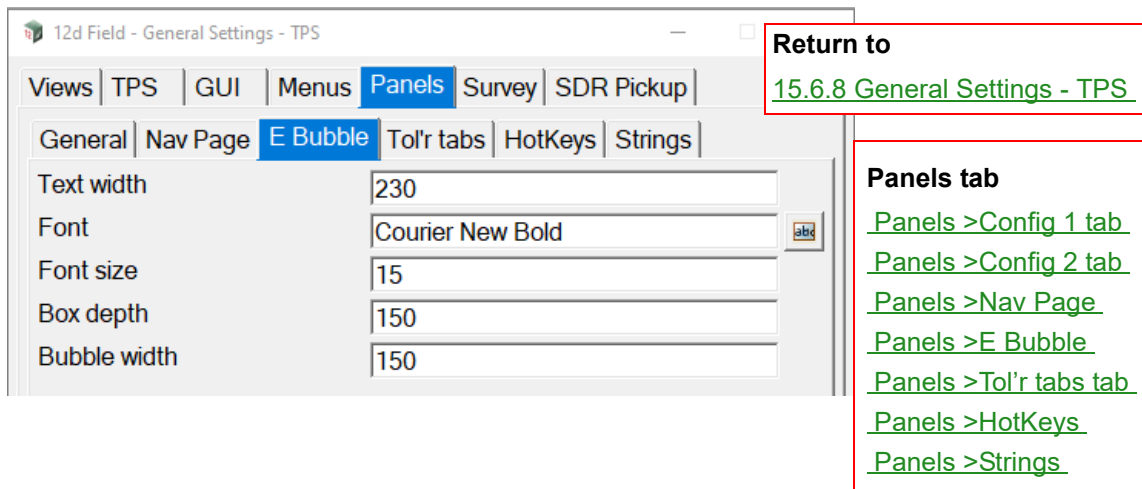 12d Field - General Settings - TPS
Views TPS GUI Menus Panels Survey SDR Pickup
General Nav Page E Bubble Tol'r tabs HotKeys Strings
Text width 230
Font Courier New Bold abc
Font size 15
Box depth 150
Bubble width 150
Return to
15.6.8 General Settings - TPS
Panels tab
Panels >Config 1 tab
Panels >Config 2 tab
Panels >Nav Page
Panels >E Bubble
Panels >Tol’r tabs tab
Panels >HotKeys
Panels >Strings